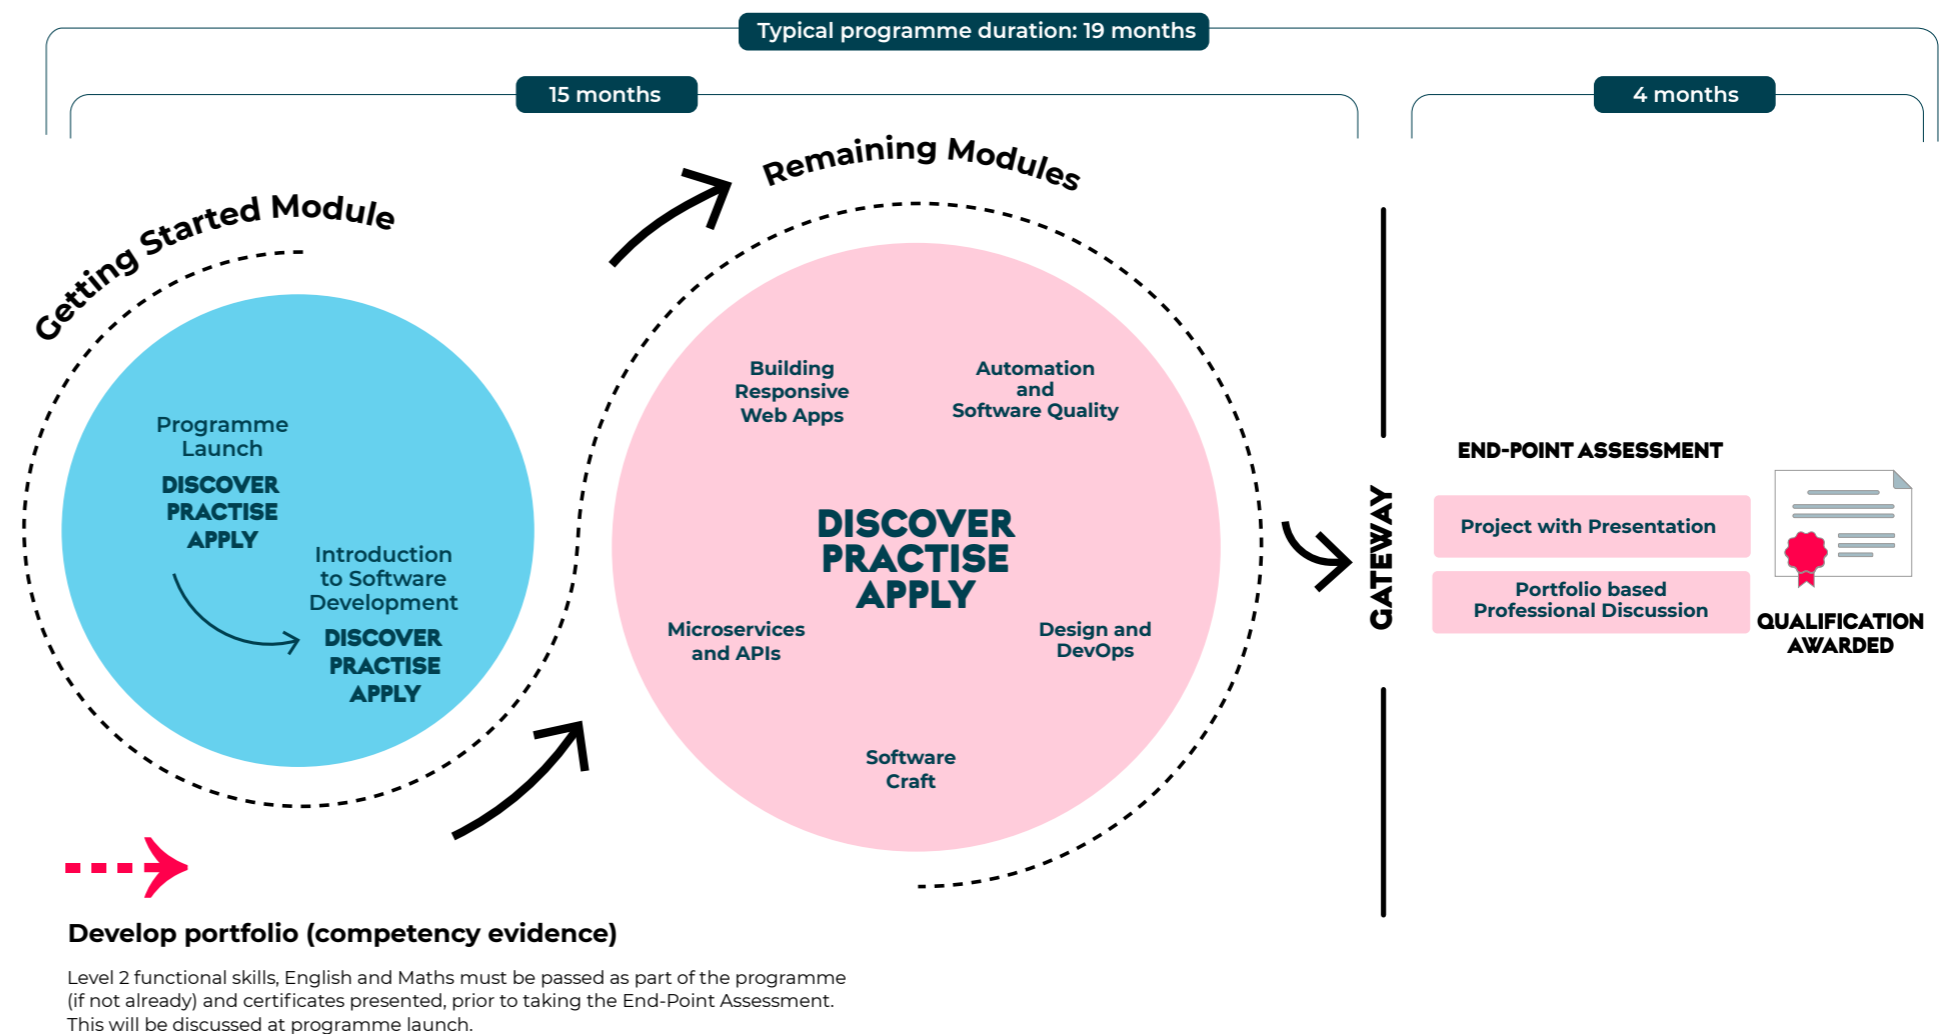 Typical programme duration: 19 months
15 months
4 months
Getting Started Module
Remaining Modules
Programme
Launch
DISCOVER
PRACTISE
APPLY
Introduction
to Software
Development
DISCOVER
PRACTISE
APPLY
Building
Responsive
Web Apps
Automation
and
Software Quality
DISCOVER
PRACTISE
APPLY
Microservices
and APIs
Design and
DevOps
Software
Craft
GATEWAY
END-POINT ASSESSMENT
Project with Presentation
Portfolio based
Professional Discussion
QUALIFICATION
AWARDED
Develop portfolio (competency evidence)
Level 2 functional skills, English and Maths must be passed as part of the programme
(if not already) and certificates presented, prior to taking the End-Point Assessment.
This will be discussed at programme launch.